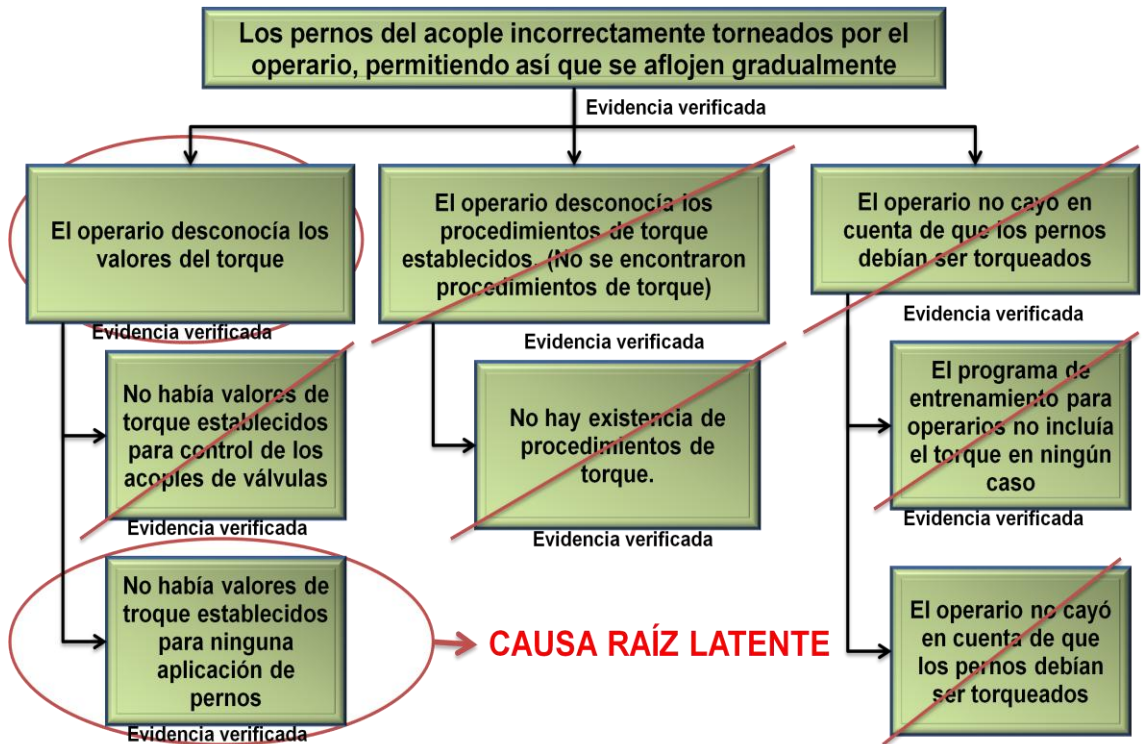 Los pernos del acople incorrectamente torneados por el
operario, permitiendo así que se aflojen gradualmente
Evidencia verificada
El operario desconocía los
valores del torque
Evidencia verificada
No había valores de
torque establecidos
para control de los
acoples de válvulas
Evidencia verificada
No había valores de
troque establecidos
para ninguna
aplicación de
pernos
Evidencia verificada
CAUSA RAÍZ LATENTE
El operario desconocía los
procedimientos de torque
establecidos. (No se encontraron
procedimientos de torque)
Evidencia verificada
No hay existencia de
procedimientos de
torque.
Evidencia verificada
El operario no cayó en
cuenta de que los pernos
debían ser torqueados
Evidencia verificada
El programa de
entrenamiento para
operarios no incluía
el torque en ningún
caso
Evidencia verificada
El operario no cayó
en cuenta de que
los pernos debían
ser torqueados